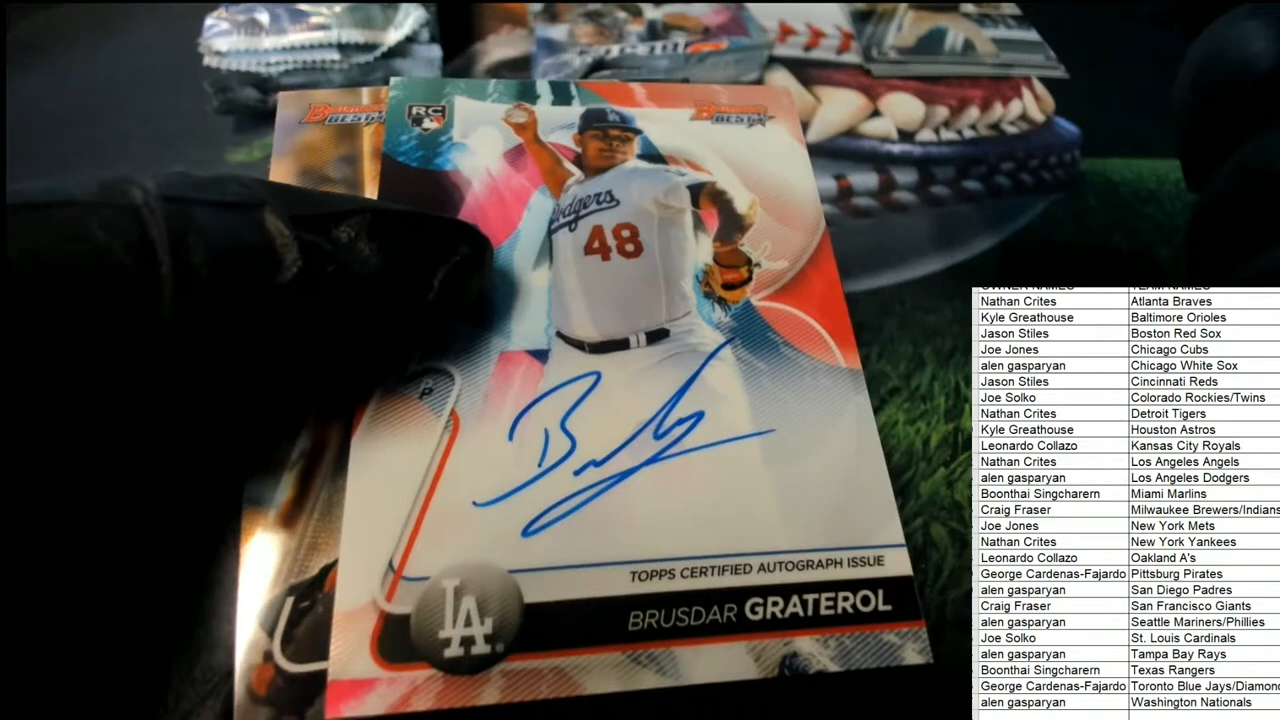 BOWMAN'S
BEST
RC
BOWMAN'S
BEST
LA
Dodgers
48
P
TOPPS CERTIFIED AUTOGRAPH ISSUE
LA
BRUSDAR GRATEROL
OWNER NAMES TEAM NAMES
Nathan Crites Atlanta Braves
Kyle Greathouse Baltimore Orioles
Jason Stiles Boston Red Sox
Joe Jones Chicago Cubs
alen gasparyan Chicago White Sox
Jason Stiles Cincinnati Reds
Joe Solko Colorado Rockies/Twins
Nathan Crites Detroit Tigers
Kyle Greathouse Houston Astros
Leonardo Collazo Kansas City Royals
Nathan Crites Los Angeles Angels
alen gasparyan Los Angeles Dodgers
Boonthai Singcharern Miami Marlins
Craig Fraser Milwaukee Brewers/Indians
Joe Jones New York Mets
Nathan Crites New York Yankees
Leonardo Collazo Oakland A's
George Cardenas-Fajardo Pittsburg Pirates
alen gasparyan San Diego Padres
Craig Fraser San Francisco Giants
alen gasparyan Seattle Mariners/Phillies
Joe Solko St. Louis Cardinals
alen gasparyan Tampa Bay Rays
Boonthai Singcharern Texas Rangers
George Cardenas-Fajardo Toronto Blue Jays/Diamon
alen gasparyan Washington Nationals